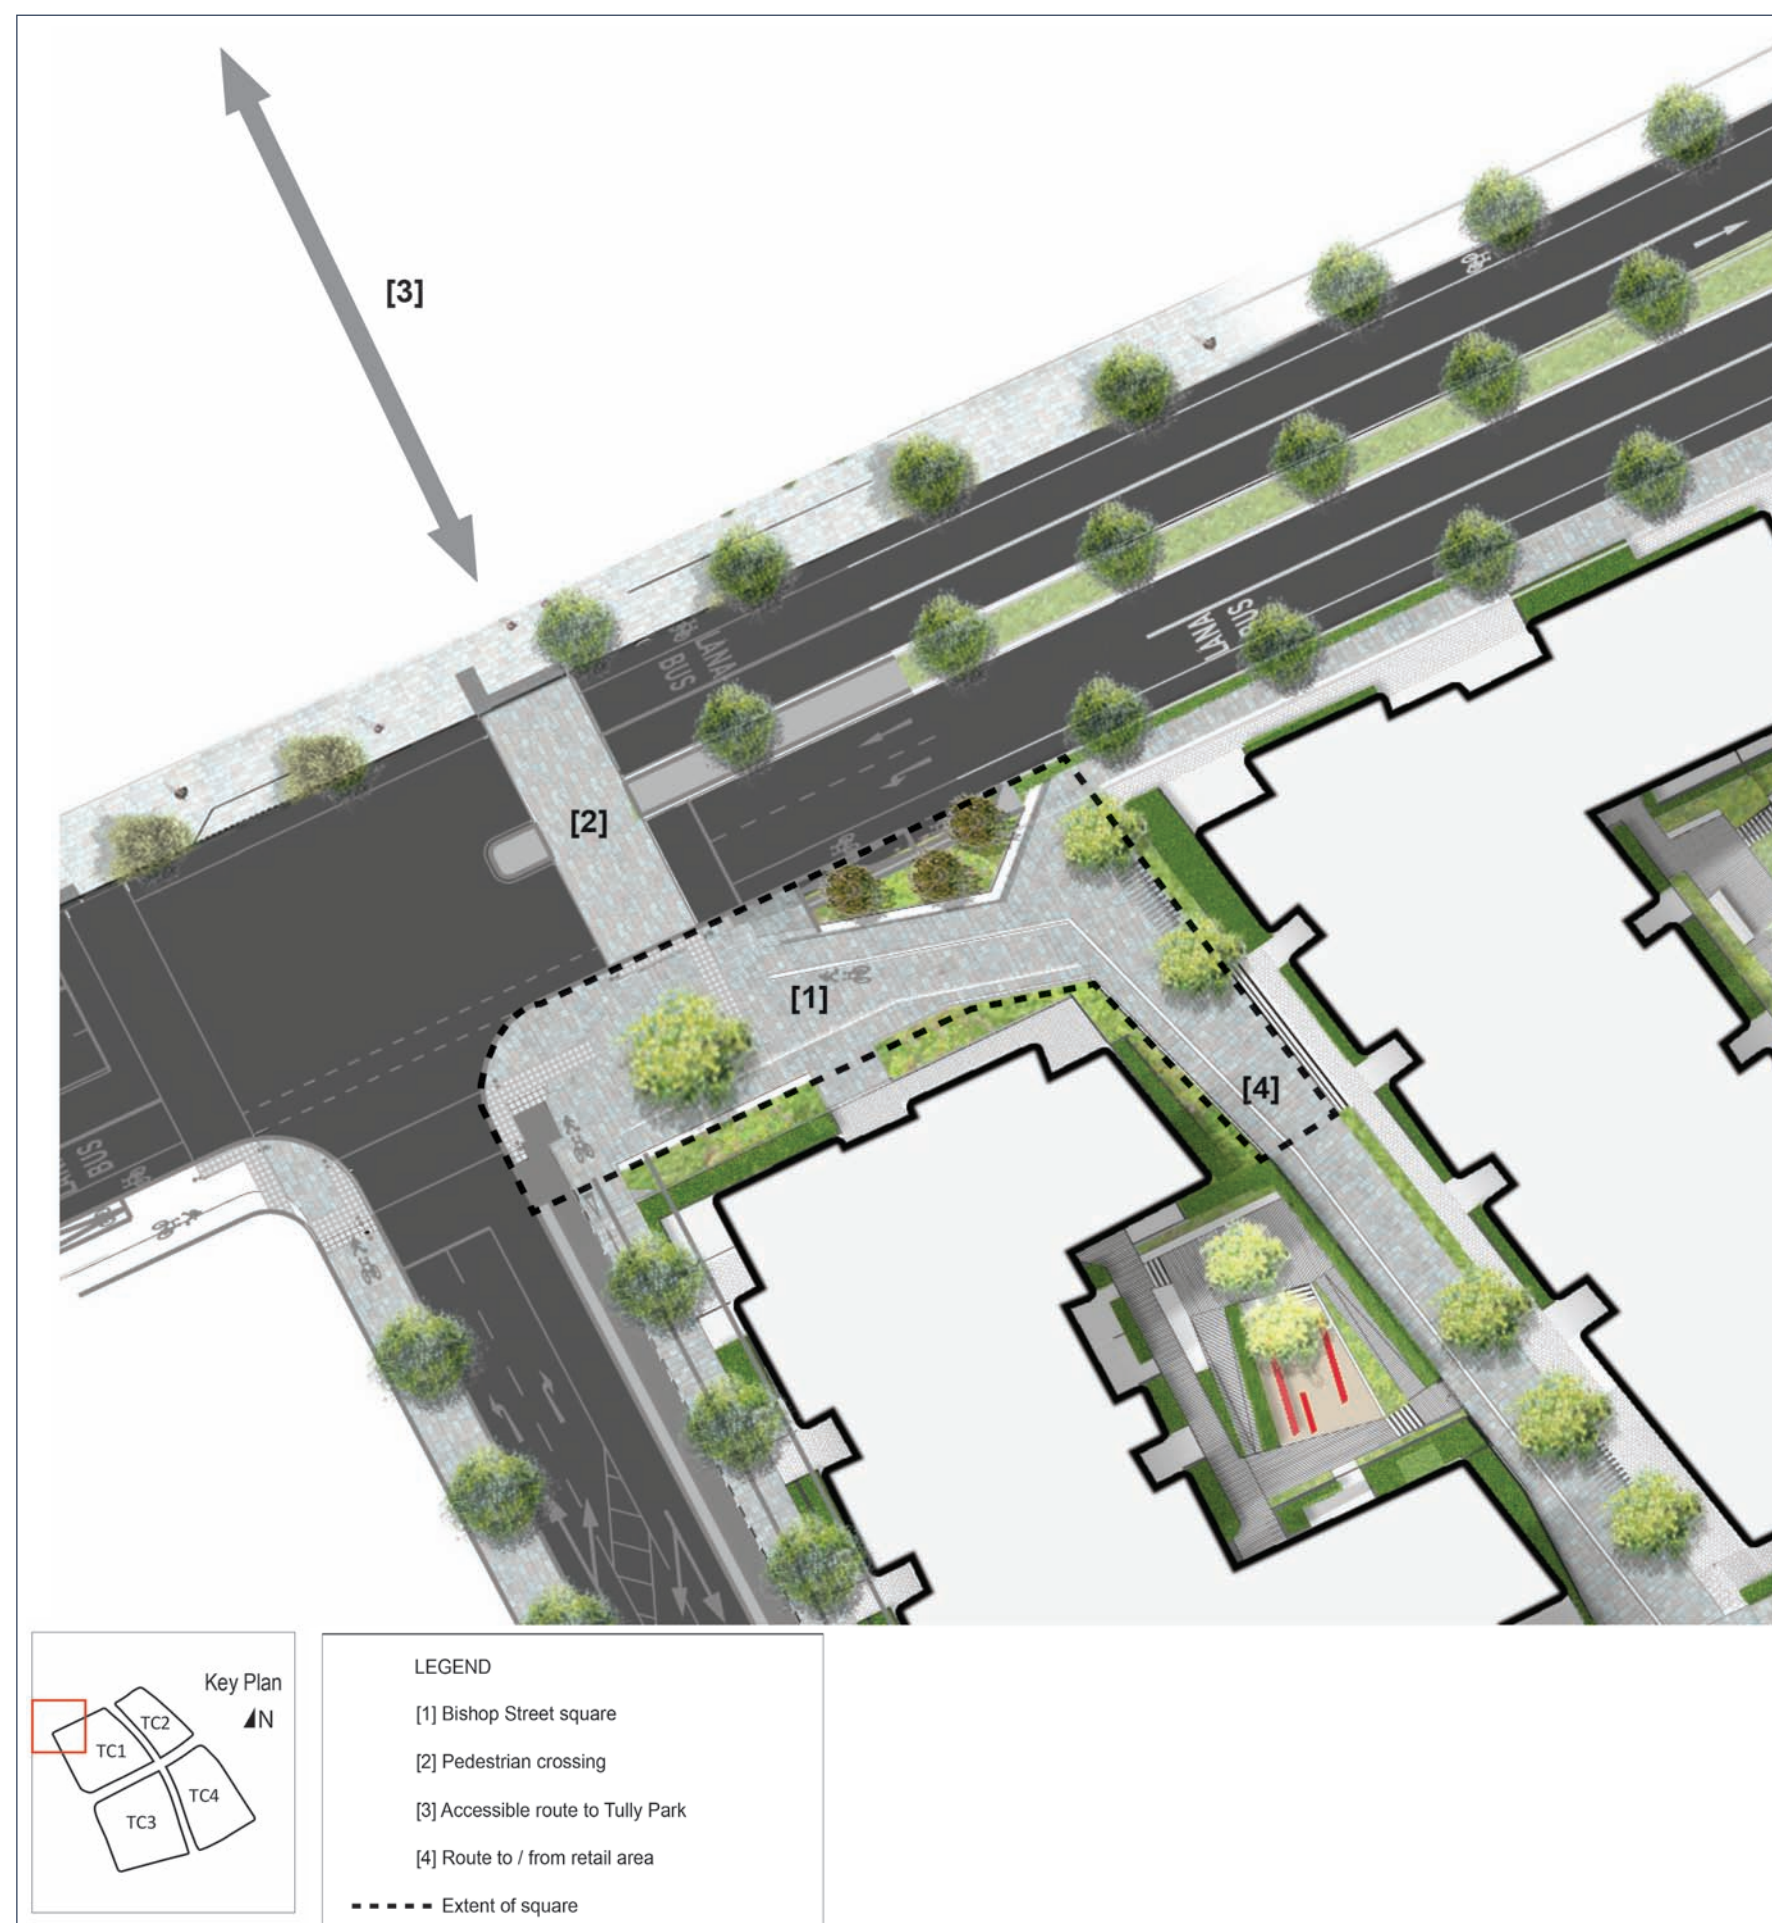 [3]
LANA
BUS
LANA
BUS
[2]
[1]
[4]
BUS
Key Plan
N
TC2
TC1
TC4
TC3
LEGEND
[1] Bishop Street square
[2] Pedestrian crossing
[3] Accessible route to Tully Park
[4] Route to / from retail area
Extent of square